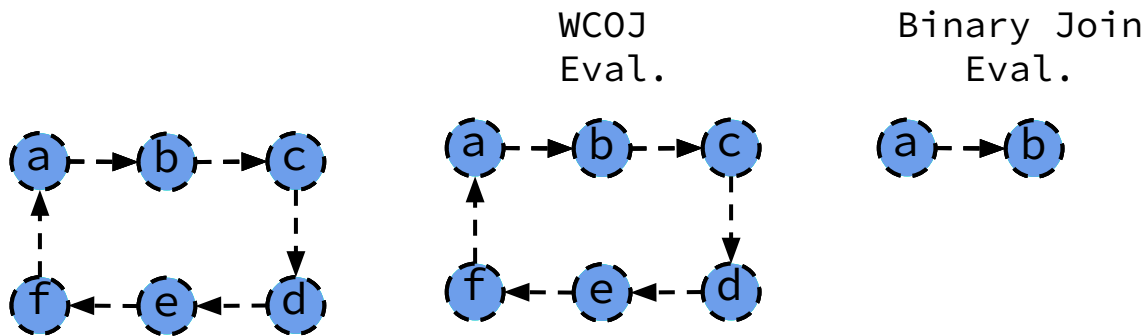 WCOJ
Eval.
Binary Join
Eval.
a b c
f e d
a b c
f e d
a b